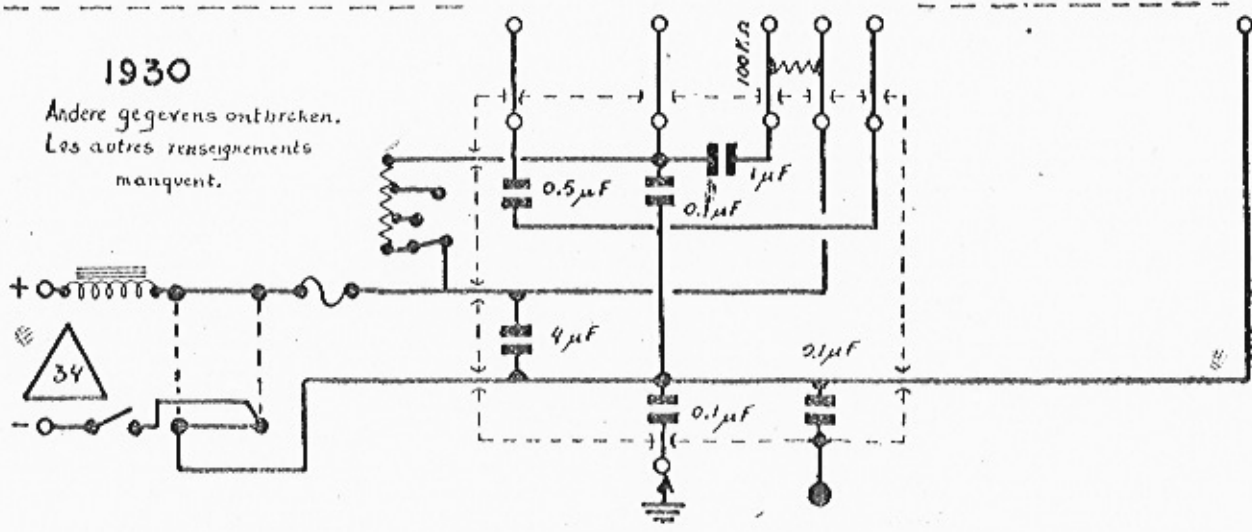 1930
Andere gegevens ontbreken.
Les autres renseignements
manquent.
100K.Ω
0.5µF
0.1µF
1µF
+
4µF
0.1µF
34
-
0.1µF